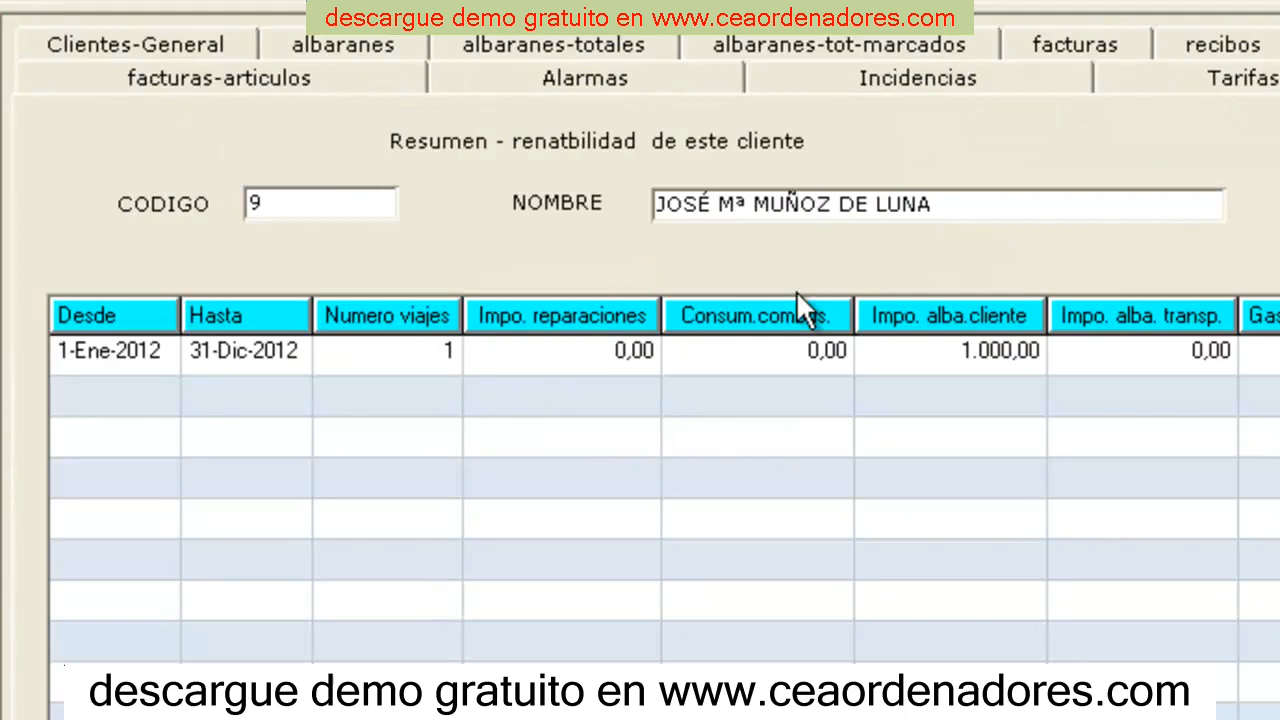 descargue demo gratuito en www.ceaordenadores.com
Clientes-General albaranes albaranes-totales albaranes-tot-marcados facturas recibos
facturas-articulos Alarmas Incidencias Tarifas
Resumen - renatbilidad de este cliente
CODIGO 9 NOMBRE JOSÉ Mª MUÑOZ DE LUNA
Desde Hasta Numero viajes Impo. reparaciones Impo. alba.cliente Impo. alba. transp.
1-Ene-2012 31-Dic-2012 1 0,00 0,00 1.000,00 0,00
descargue demo gratuito en www.ceaordenadores.com